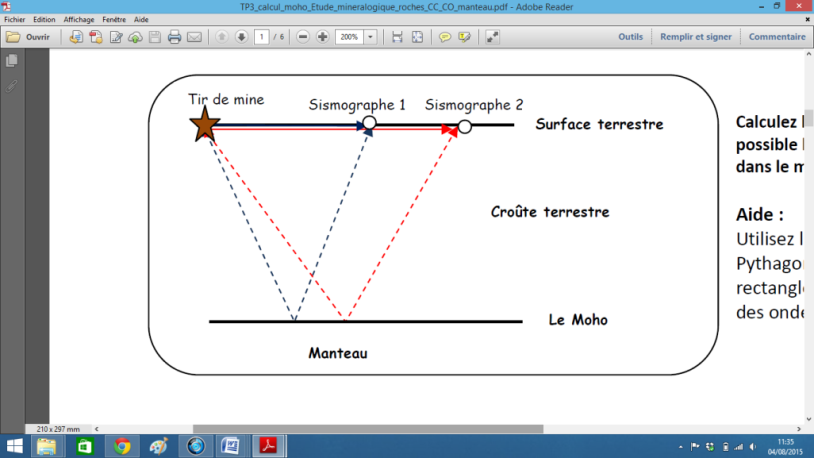 TP3_calcul_moho_Etude_mineralogique_roches_CC_CO_manteau.pdf - Adobe Reader
Fichier Edition Affichage Fenêtre Aide
Ouvrir
1 / 6
200%
Outils Remplir et signer Commentaire
Tir de mine
Sismographe 1 Sismographe 2
Surface terrestre
Croûte terrestre
Le Moho
Manteau
Calculez l
possible l
dans le m
Aide :
Utilisez l
Pythago
rectangl
des onde
210 x 297 mm
11:35
04/08/2015